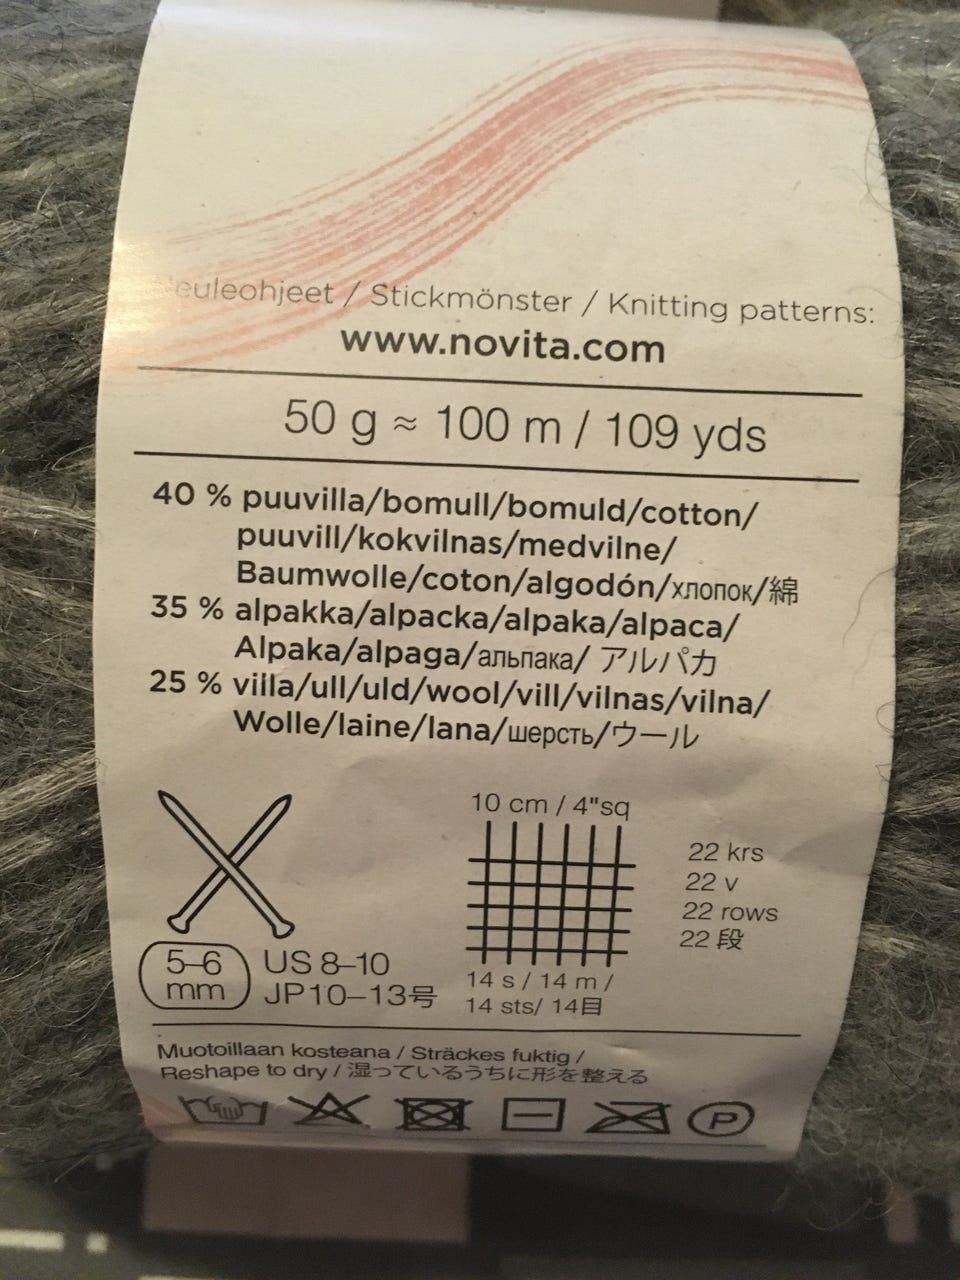 Neuleohjeet / Stickmönster / Knitting patterns:
www.novita.com
50 g ≈ 100 m / 109 yds
40 % puuvilla/bomull/bomuld/cotton/
puuvill/kokvilnas/medvilne/
Baumwolle/coton/algodón/хлопок/綿
35 % alpakka/alpacka/alpaka/alpaca/
Alpaka/alpaga/альпака/ アルパカ
25 % villa/ull/uld/wool/vill/vilnas/vilna/
Wolle/laine/lana/шерсть/ウール
10 cm / 4"sq
22 krs
22 v
22 rows
22 段
5–6
mm
US 8–10
JP10–13号
14 s / 14 m /
14 sts/ 14目
Muotoillaan kosteana / Sträckes fuktig /
Reshape to dry / 湿っているうちに形を整える
P